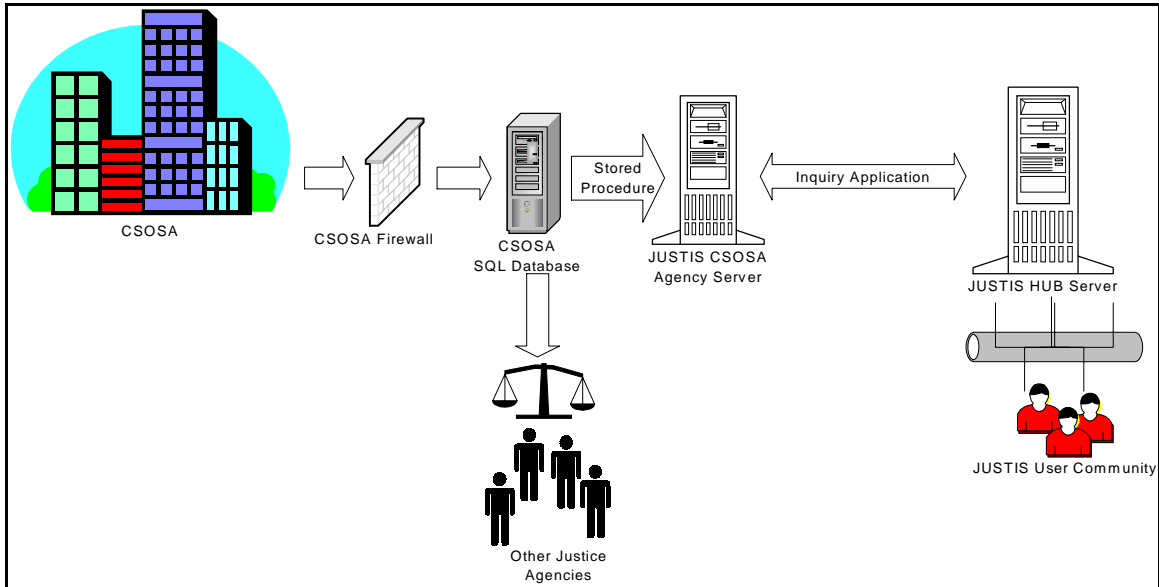 CSOSA
CSOSA Firewall
CSOSA
SQL Database
Stored
Procedure
JUSTIS CSOSA
Agency Server
Inquiry Application
JUSTIS HUB Server
JUSTIS User Community
Other Justice
Agencies